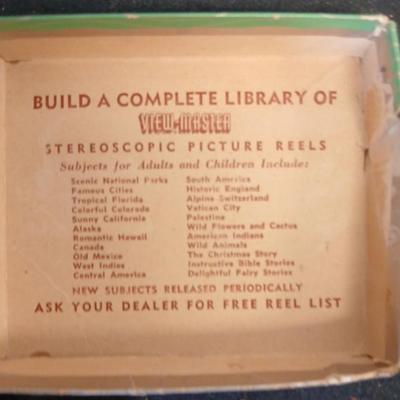 BUILD A COMPLETE LIBRARY OF
VIEW-MASTER
STEREOSCOPIC PICTURE REELS
Subjects for Adults and Children Include:
Scenic National Parks
Famous Cities
Tropical Florida
Colorful Colorado
Sunny California
Alaska
Romantic Hawaii
Canada
Old Mexico
West Indies
Central America
South America
Historic England
Alpine Switzerland
Vatican City
Palestine
Wild Flowers and Cactus
American Indians
Wild Animals
The Christmas Story
Instructive Bible Stories
Delightful Fairy Stories
NEW SUBJECTS RELEASED PERIODICALLY
ASK YOUR DEALER FOR FREE REEL LIST